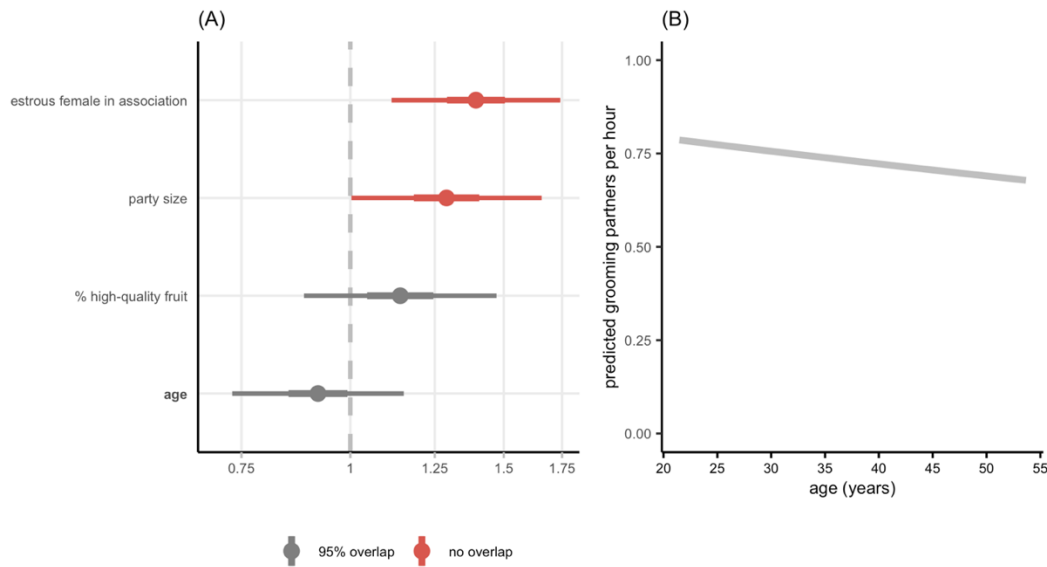 (A)
estrous female in association
party size
% high-quality fruit
age
0.75
1
1.25
1.5
1.75
95% overlap
no overlap
(B)
predicted grooming partners per hour
1.00
0.75
0.50
0.25
0.00
20
25
30
35
40
45
50
55
age (years)